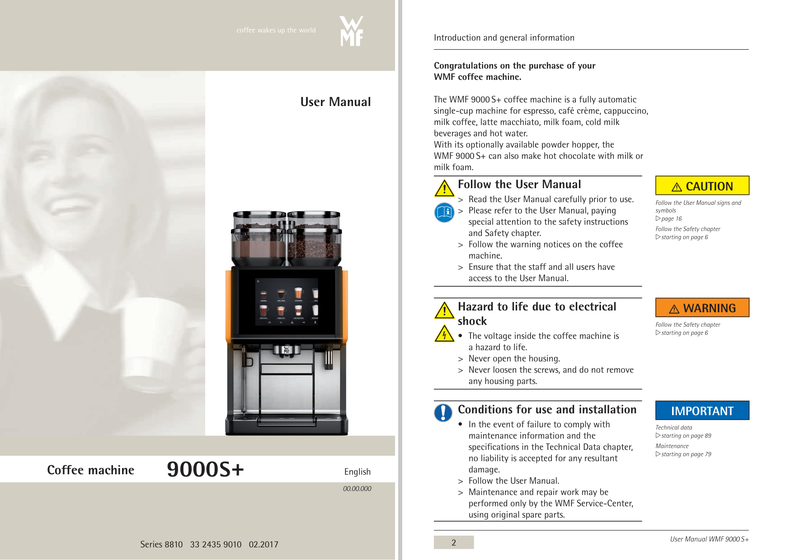 coffee wakes up the world
WMF
User Manual
Coffee machine
9000S+
English
00.00.000
Series 8810 33 2435 9010 02.2017
Introduction and general information
Congratulations on the purchase of your
WMF coffee machine.
The WMF 9000 S+ coffee machine is a fully automatic
single-cup machine for espresso, café crème, cappuccino,
milk coffee, latte macchiato, milk foam, cold milk
beverages and hot water.
With its optionally available powder hopper, the
WMF 9000 S+ can also make hot chocolate with milk or
milk foam.
Follow the User Manual
> Read the User Manual carefully prior to use.
> Please refer to the User Manual, paying
special attention to the safety instructions
and Safety chapter.
> Follow the warning notices on the coffee
machine.
> Ensure that the staff and all users have
access to the User Manual.
CAUTION
Follow the User Manual signs and
symbols
▷ page 16
Follow the Safety chapter
▷ starting on page 6
Hazard to life due to electrical
shock
• The voltage inside the coffee machine is
a hazard to life.
> Never open the housing.
> Never loosen the screws, and do not remove
any housing parts.
WARNING
Follow the Safety chapter
▷ starting on page 6
Conditions for use and installation
• In the event of failure to comply with
maintenance information and the
specifications in the Technical Data chapter,
no liability is accepted for any resultant
damage.
> Follow the User Manual.
> Maintenance and repair work may be
performed only by the WMF Service-Center,
using original spare parts.
IMPORTANT
Technical data
▷ starting on page 89
Maintenance
▷ starting on page 79
2
User Manual WMF 9000 S+